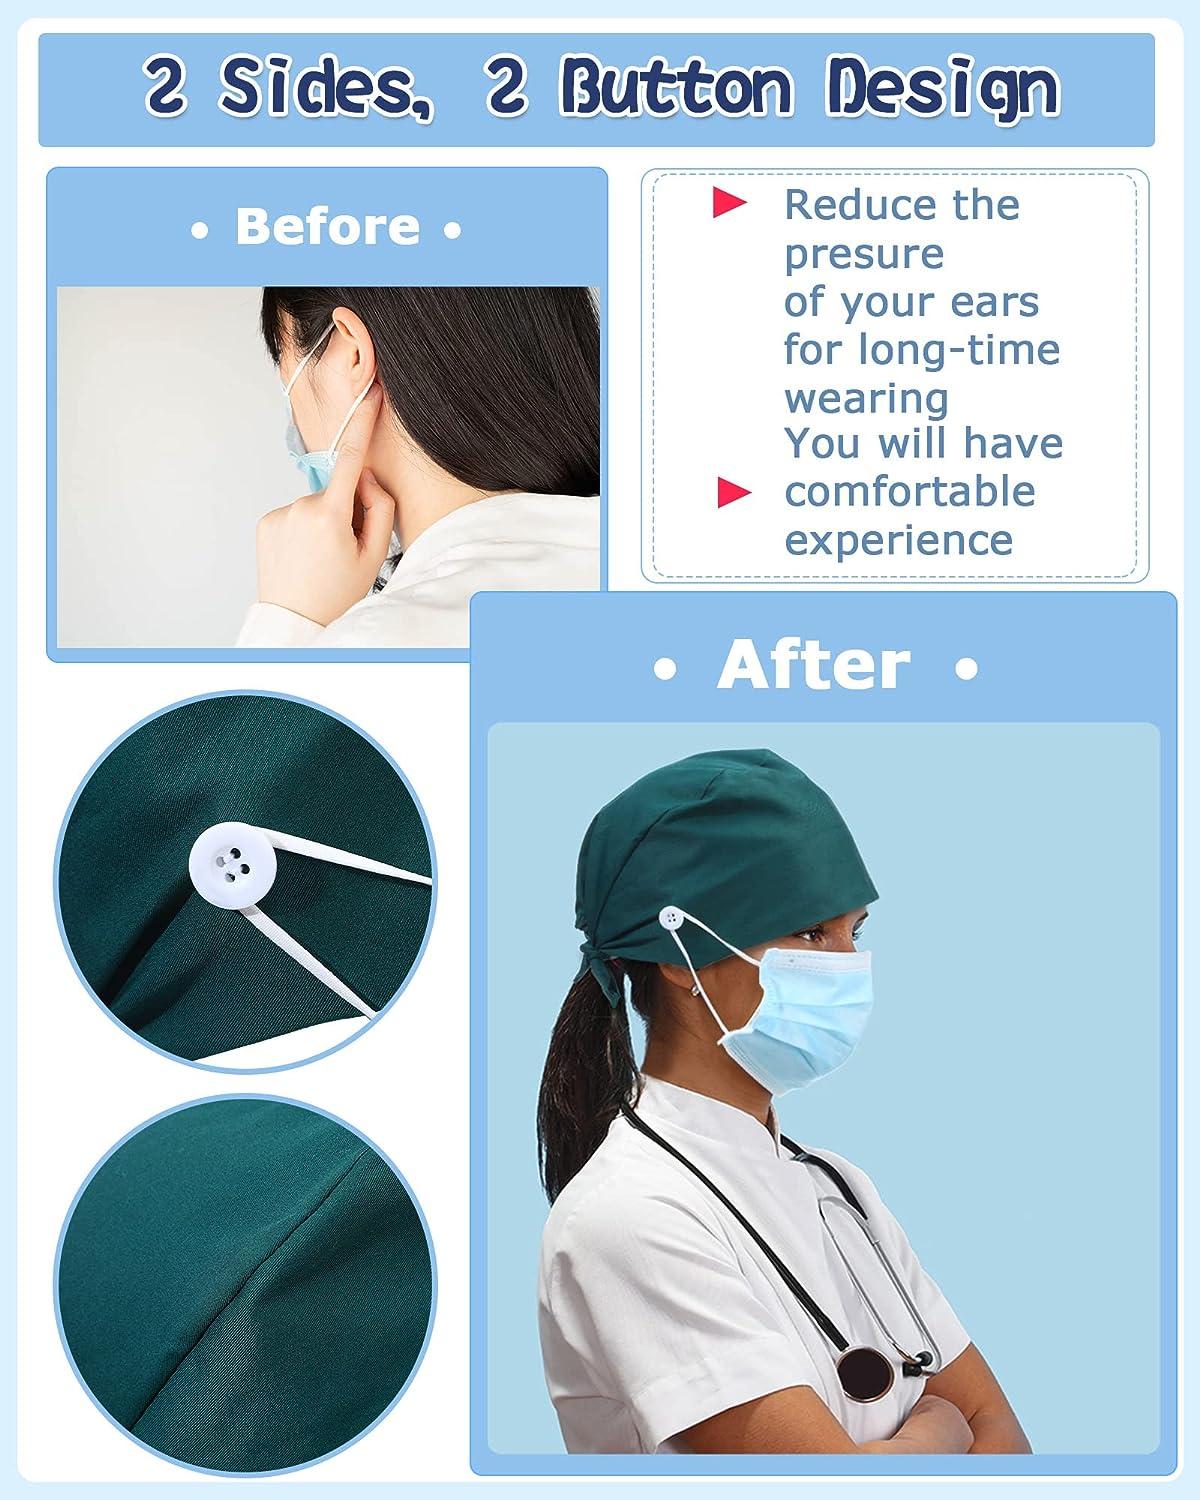 2 Sides, 2 Button Design
• Before •
Reduce the
presure
of your ears
for long-time
wearing
You will have
comfortable
experience
• After •